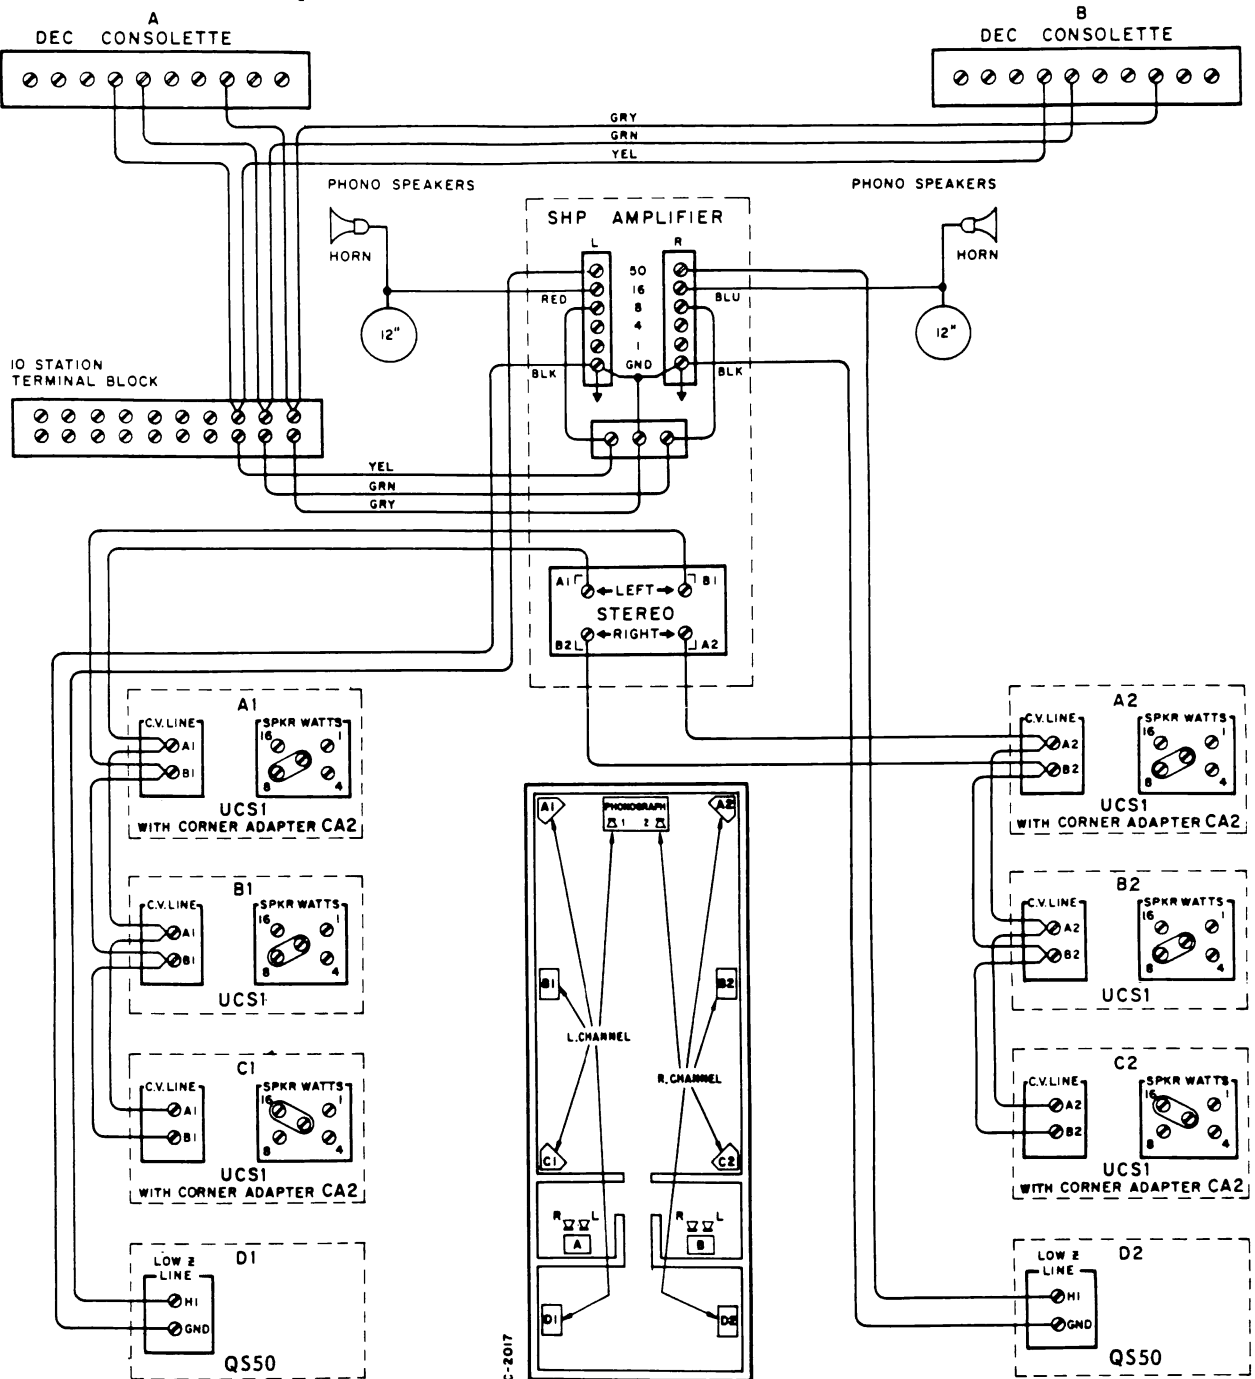 A
DEC CONSOLETTE
B
DEC CONSOLETTE
GRY
GRN
YEL
PHONO SPEAKERS
HORN
12"
PHONO SPEAKERS
HORN
12"
SHP AMPLIFIER
L
R
50
16
8
4
1
GND
RED
BLU
BLK
BLK
10 STATION
TERMINAL BLOCK
YEL
GRN
GRY
A1
B1
←LEFT→
STEREO
←RIGHT→
B2
A2
A1
C.V. LINE
A1
B1
SPKR WATTS
16
1
8
4
UCS1
WITH CORNER ADAPTER CA2
B1
C.V. LINE
A1
B1
SPKR WATTS
16
1
8
4
UCS1
C1
C.V. LINE
A1
B1
SPKR WATTS
16
1
8
4
UCS1
WITH CORNER ADAPTER CA2
D1
LOW Z
LINE
HI
GND
QS50
A1
PHONOGRAPH
1 2
A2
B1
B2
L. CHANNEL
R. CHANNEL
C1
C2
R L
A
R L
B
D1
D2
C-2017
A2
C.V. LINE
A2
B2
SPKR WATTS
16
1
8
4
UCS1
WITH CORNER ADAPTER CA2
B2
C.V. LINE
A2
B2
SPKR WATTS
16
1
8
4
UCS1
C2
C.V. LINE
A2
B2
SPKR WATTS
16
1
8
4
UCS1
WITH CORNER ADAPTER CA2
D2
LOW Z
LINE
HI
GND
QS50